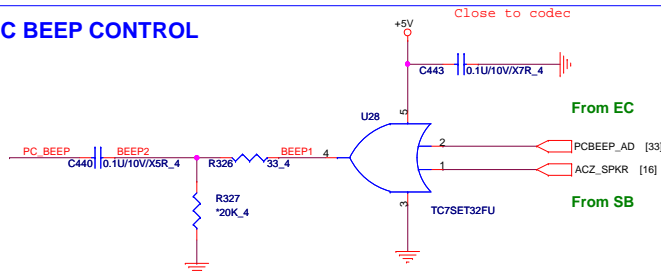 Close to codec
C BEEP CONTROL
+5V
C443 0.1U/10V/X7R_4
U28
5
From EC
PC_BEEP
C440 0.1U/10V/X5R_4
BEEP2
R326 33_4
BEEP1
4
2
PCBEEP_AD [33]
1
ACZ_SPKR [16]
R327
*20K_4
3
TC7SET32FU
From SB